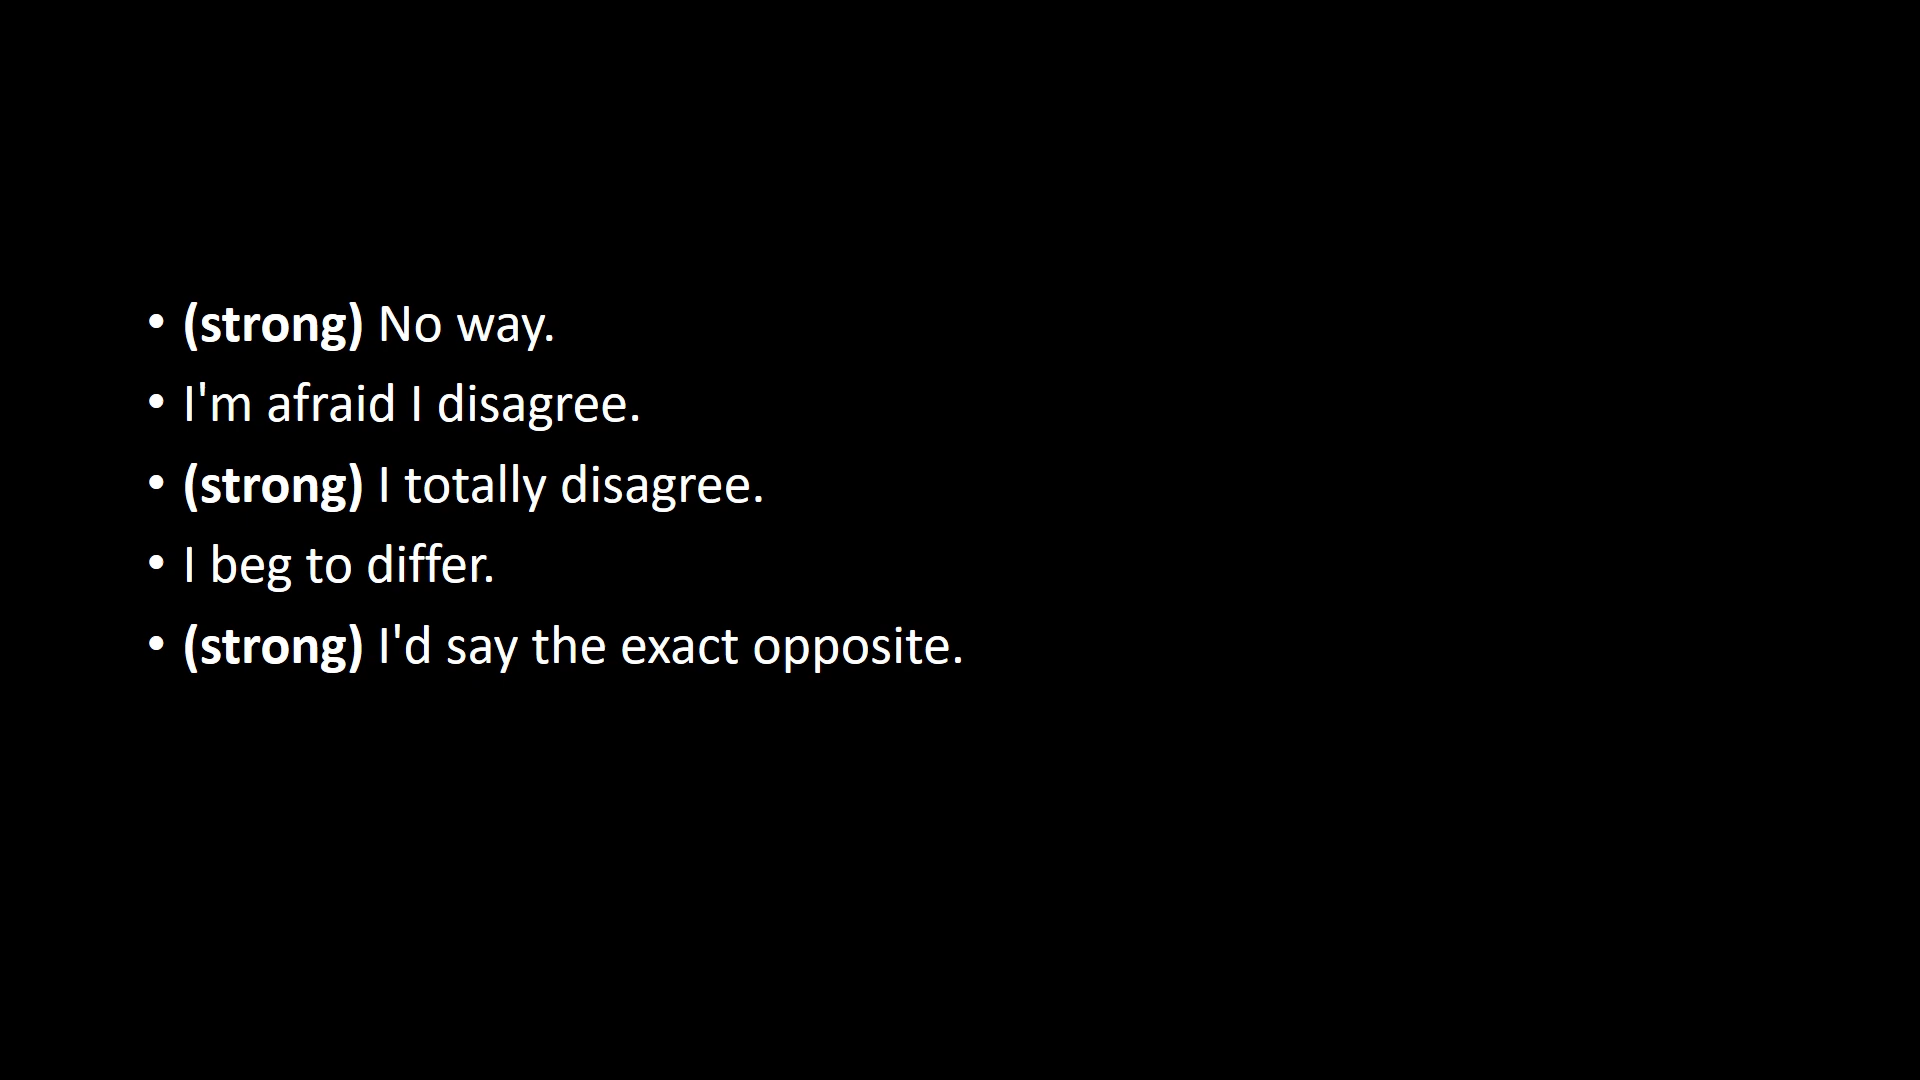 • (strong) No way.
• I'm afraid I disagree.
• (strong) I totally disagree.
• I beg to differ.
• (strong) I'd say the exact opposite.